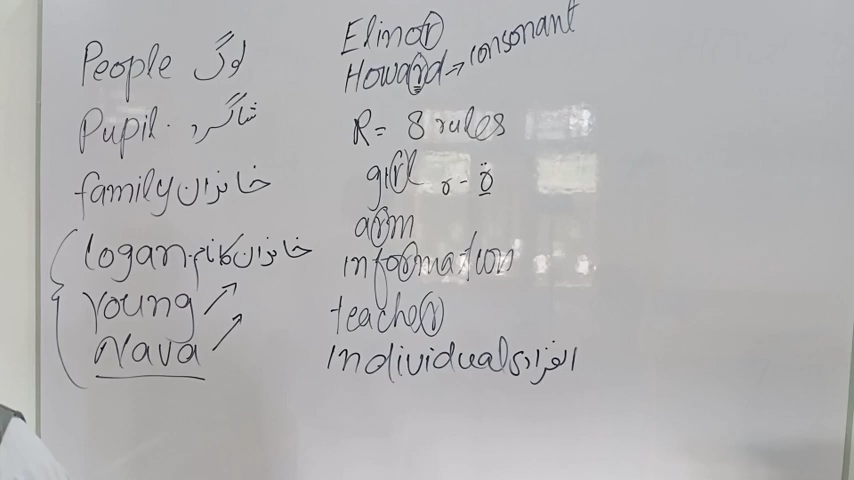 People لوگ
Pupil. شاگرد
family خاندان
Logan. خاندان کا نام
Young
Nava
Elinor
Howard → consonant
R = 8 rules
girl r -
arm
information
teacher
Individual انفرادی